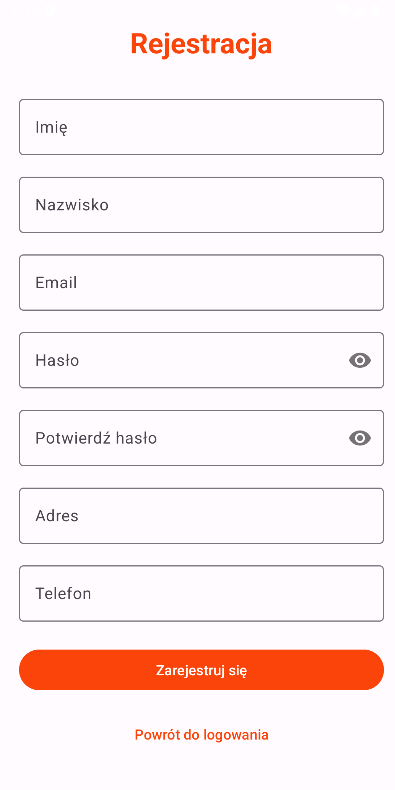 Rejestracja
Imię
Nazwisko
Email
Hasło
Potwierdź hasło
Adres
Telefon
Zarejestruj się
Powrót do logowania